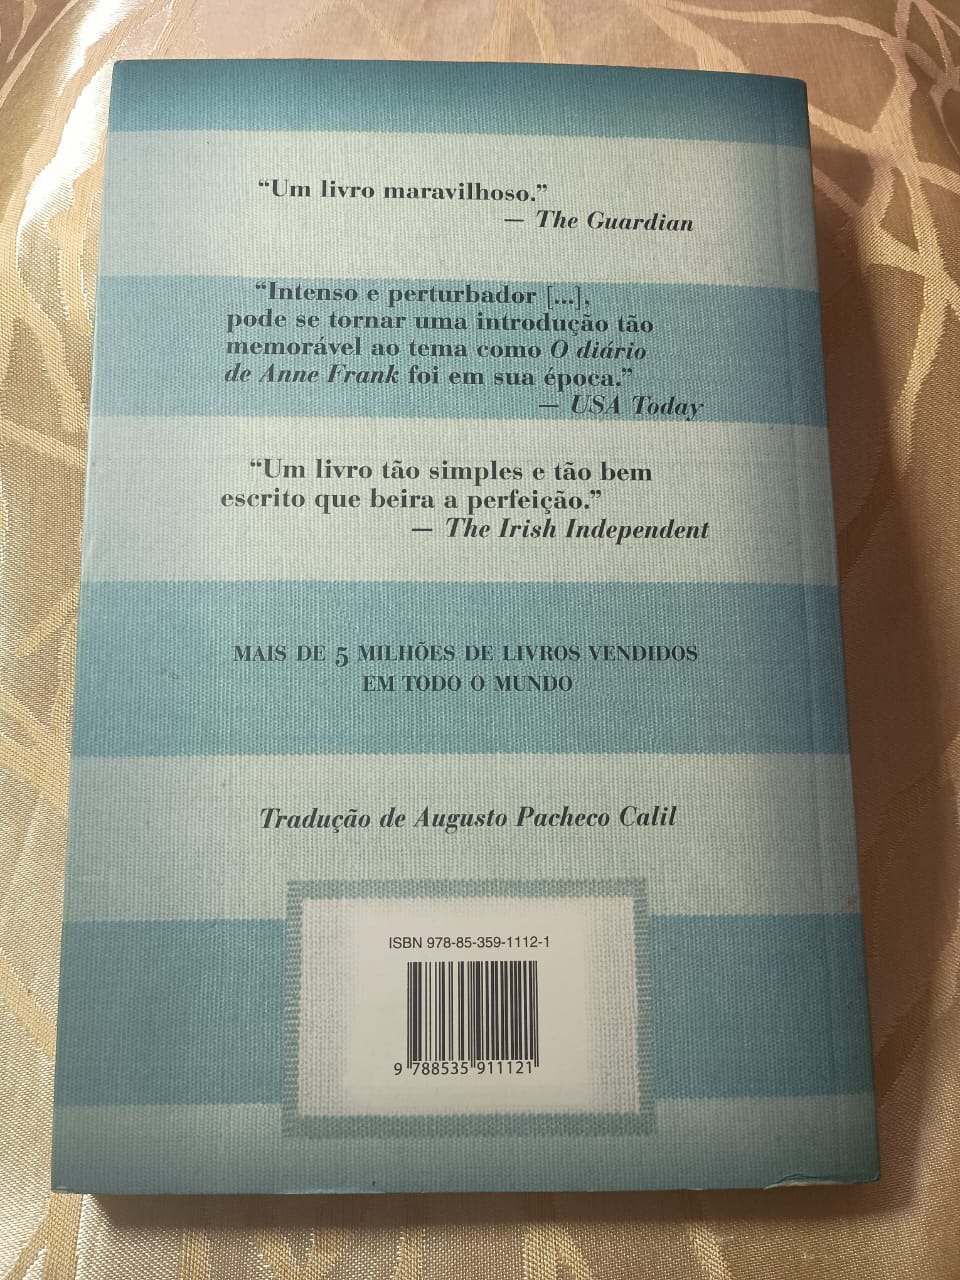 “Um livro maravilhoso.”
— The Guardian
“Intenso e perturbador [...],
pode se tornar uma introdução tão
memorável ao tema como O diário
de Anne Frank foi em sua época.”
— USA Today
“Um livro tão simples e tão bem
escrito que beira a perfeição.”
— The Irish Independent
MAIS DE 5 MILHÕES DE LIVROS VENDIDOS
EM TODO O MUNDO
Tradução de Augusto Pacheco Calil
ISBN 978-85-359-1112-1
9 788535 911121